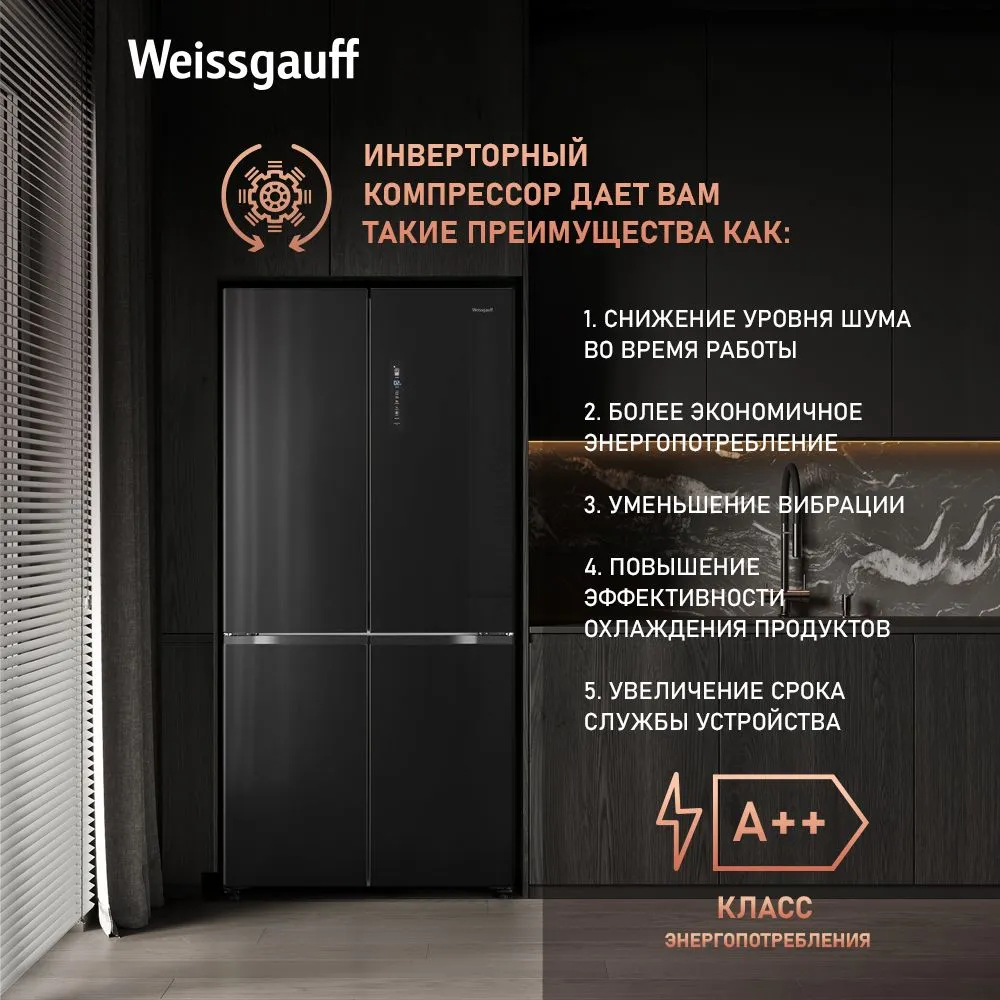 Weissgauff
ИНВЕРТОРНЫЙ
КОМПРЕССОР ДАЕТ ВАМ
ТАКИЕ ПРЕИМУЩЕСТВА КАК:
Weissgauff
1. СНИЖЕНИЕ УРОВНЯ ШУМА
ВО ВРЕМЯ РАБОТЫ
2. БОЛЕЕ ЭКОНОМИЧНОЕ
ЭНЕРГОПОТРЕБЛЕНИЕ
3. УМЕНЬШЕНИЕ ВИБРАЦИИ
4. ПОВЫШЕНИЕ
ЭФФЕКТИВНОСТИ
ОХЛАЖДЕНИЯ ПРОДУКТОВ
5. УВЕЛИЧЕНИЕ СРОКА
СЛУЖБЫ УСТРОЙСТВА
A++
КЛАСС
ЭНЕРГОПОТРЕБЛЕНИЯ